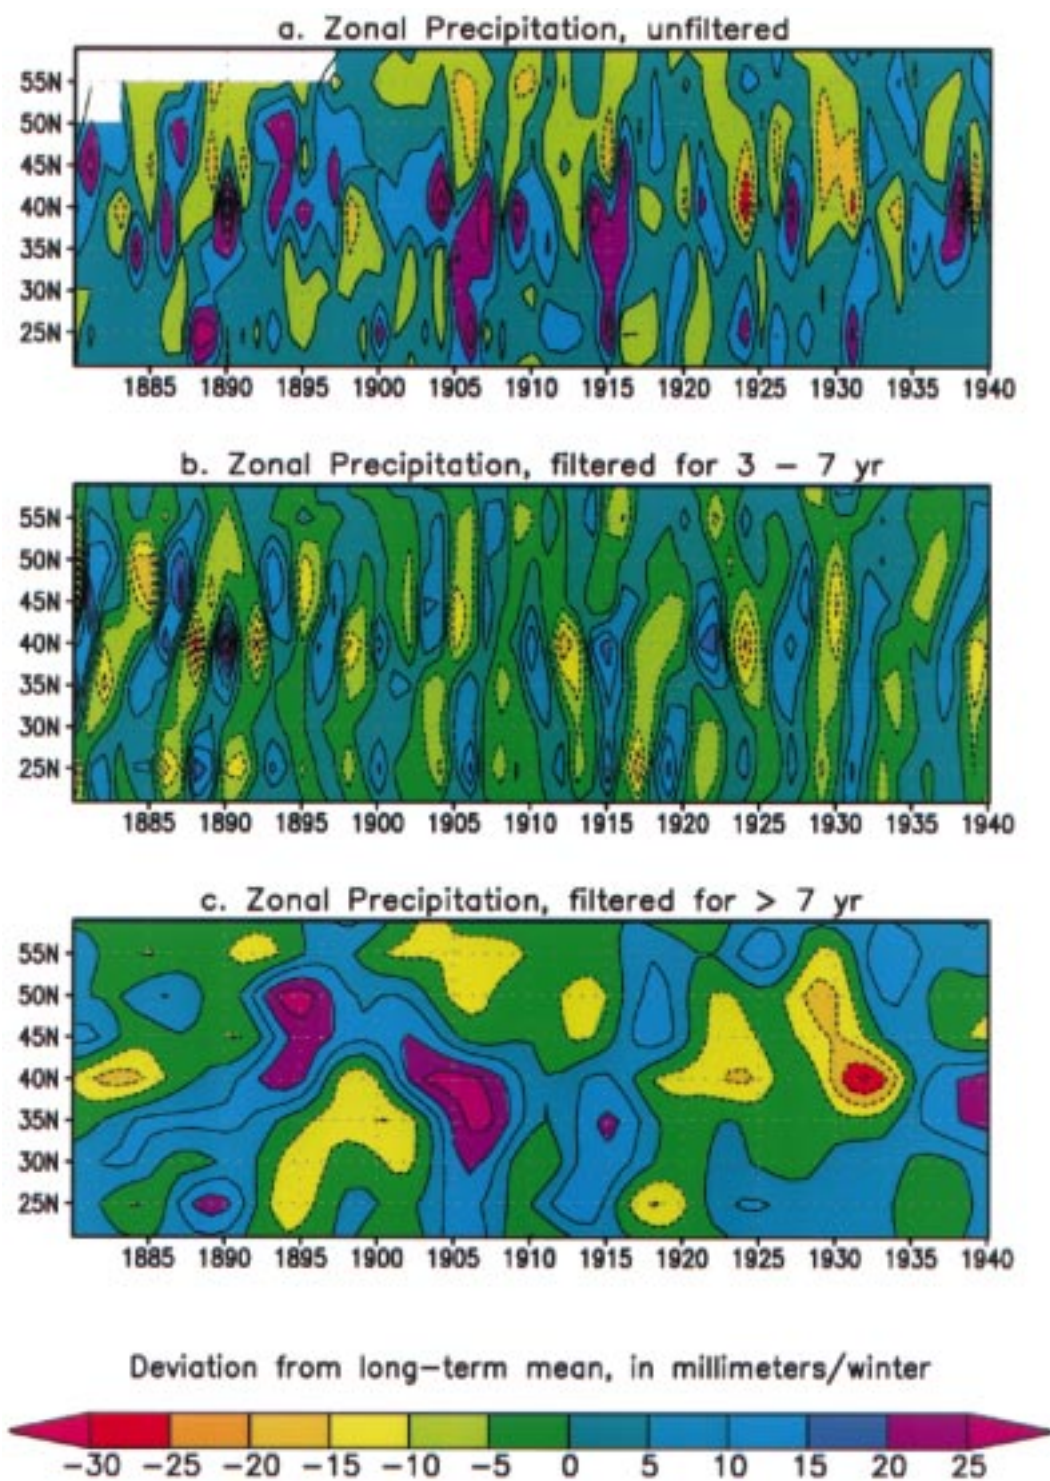 a. Zonal Precipitation, unfiltered
55N
50N
45N
40N
35N
30N
25N
1885 1890 1895 1900 1905 1910 1915 1920 1925 1930 1935 1940
b. Zonal Precipitation, filtered for 3 – 7 yr
55N
50N
45N
40N
35N
30N
25N
1885 1890 1895 1900 1905 1910 1915 1920 1925 1930 1935 1940
c. Zonal Precipitation, filtered for > 7 yr
55N
50N
45N
40N
35N
30N
25N
1885 1890 1895 1900 1905 1910 1915 1920 1925 1930 1935 1940
Deviation from long–term mean, in millimeters/winter
–30 –25 –20 –15 –10 –5 0 5 10 15 20 25